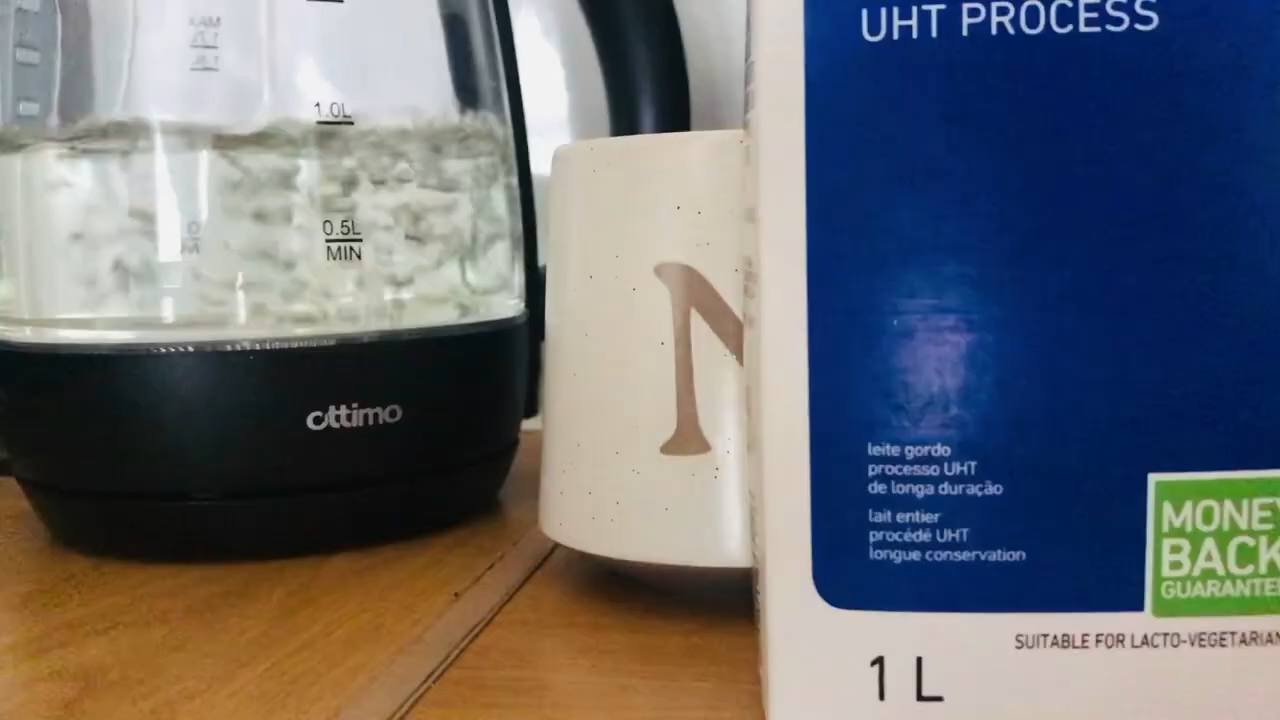 1.0L
0.5L
MIN
ottimo
N
UHT PROCESS
leite gordo
processo UHT
de longa duração
lait entier
procédé UHT
longue conservation
MONEY
BACK
GUARANTEE
SUITABLE FOR LACTO-VEGETARIAN
1 L